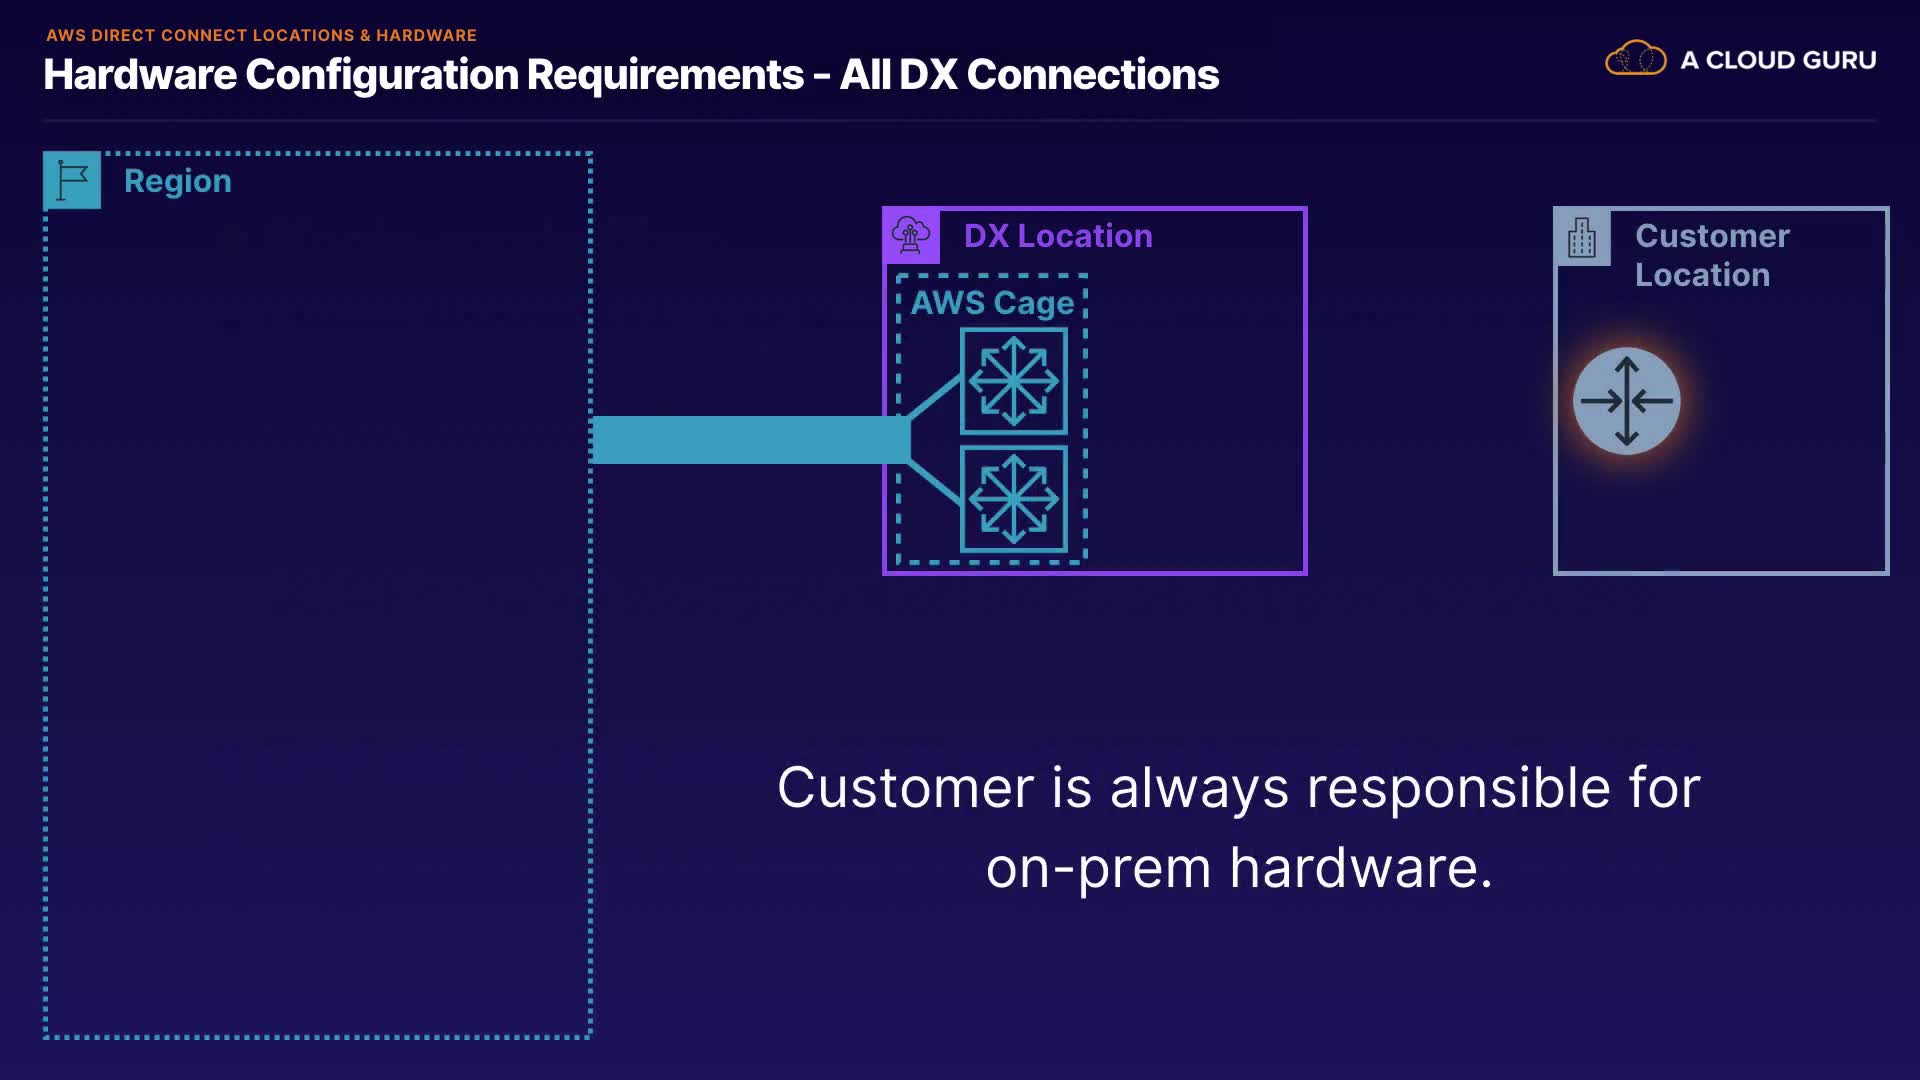 AWS DIRECT CONNECT LOCATIONS & HARDWARE
Hardware Configuration Requirements - All DX Connections
A CLOUD GURU
Region
DX Location
AWS Cage
Customer
Location
Customer is always responsible for
on-prem hardware.